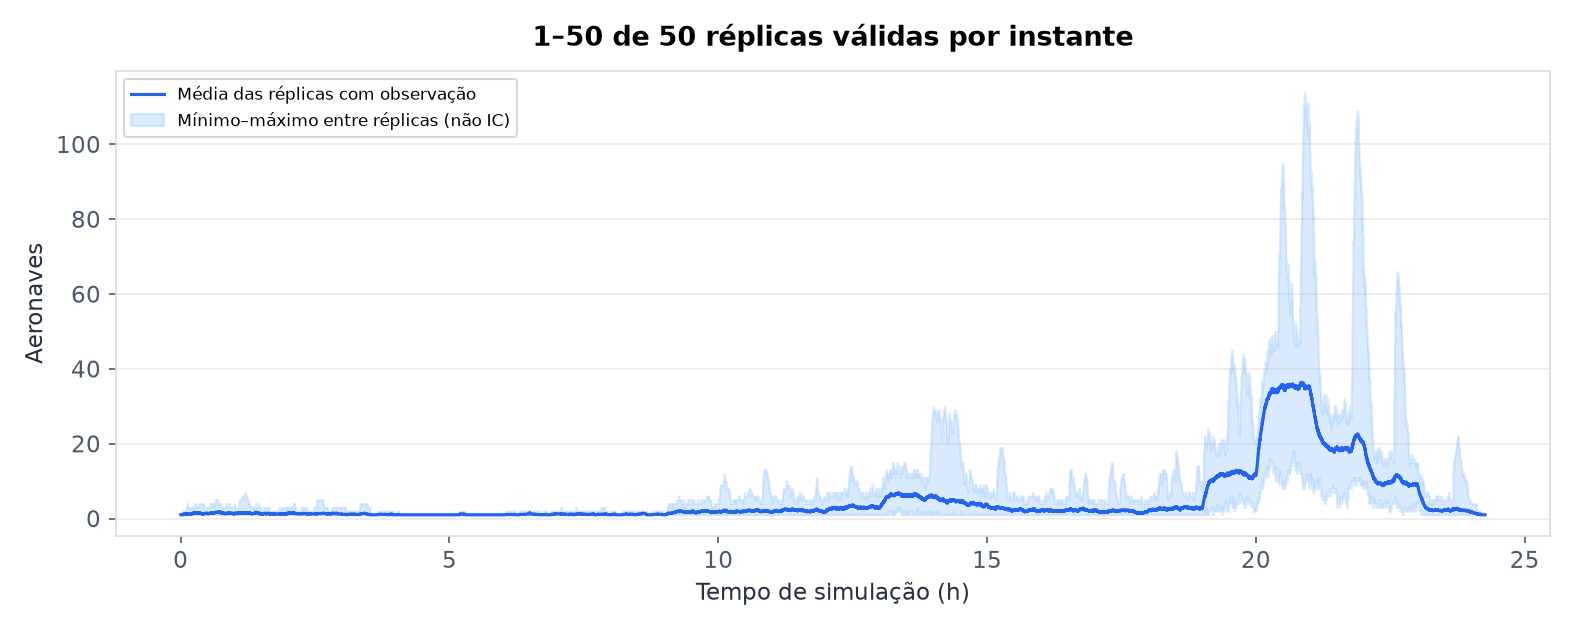 1–50 de 50 réplicas válidas por instante
Média das réplicas com observação
Mínimo–máximo entre réplicas (não IC)
Aeronaves
100
80
60
40
20
0
0 5 10 15 20 25
Tempo de simulação (h)